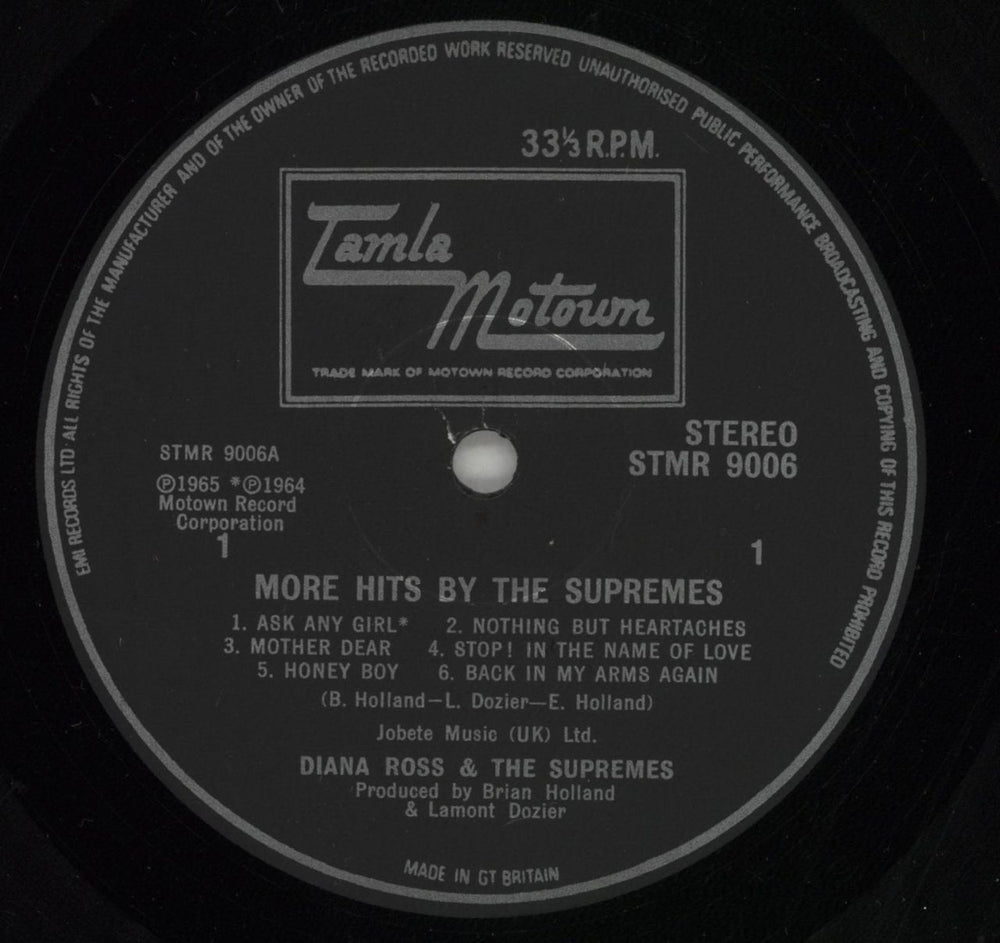 EMI RECORDS LTD · ALL RIGHTS OF THE MANUFACTURER AND OF THE OWNER OF THE RECORDED WORK RESERVED UNAUTHORISED PUBLIC PERFORMANCE BROADCASTING AND COPYING OF THIS RECORD PROHIBITED
33⅓ R.P.M.
Tamla
Motown
TRADE MARK OF MOTOWN RECORD CORPORATION
STEREO
STMR 9006
STMR 9006A
Ⓟ1965 *Ⓟ1964
Motown Record
Corporation
1 1
MORE HITS BY THE SUPREMES
1. ASK ANY GIRL* 2. NOTHING BUT HEARTACHES
3. MOTHER DEAR 4. STOP! IN THE NAME OF LOVE
5. HONEY BOY 6. BACK IN MY ARMS AGAIN
(B. Holland—L. Dozier—E. Holland)
Jobete Music (UK) Ltd.
DIANA ROSS & THE SUPREMES
Produced by Brian Holland
& Lamont Dozier
MADE IN GT BRITAIN